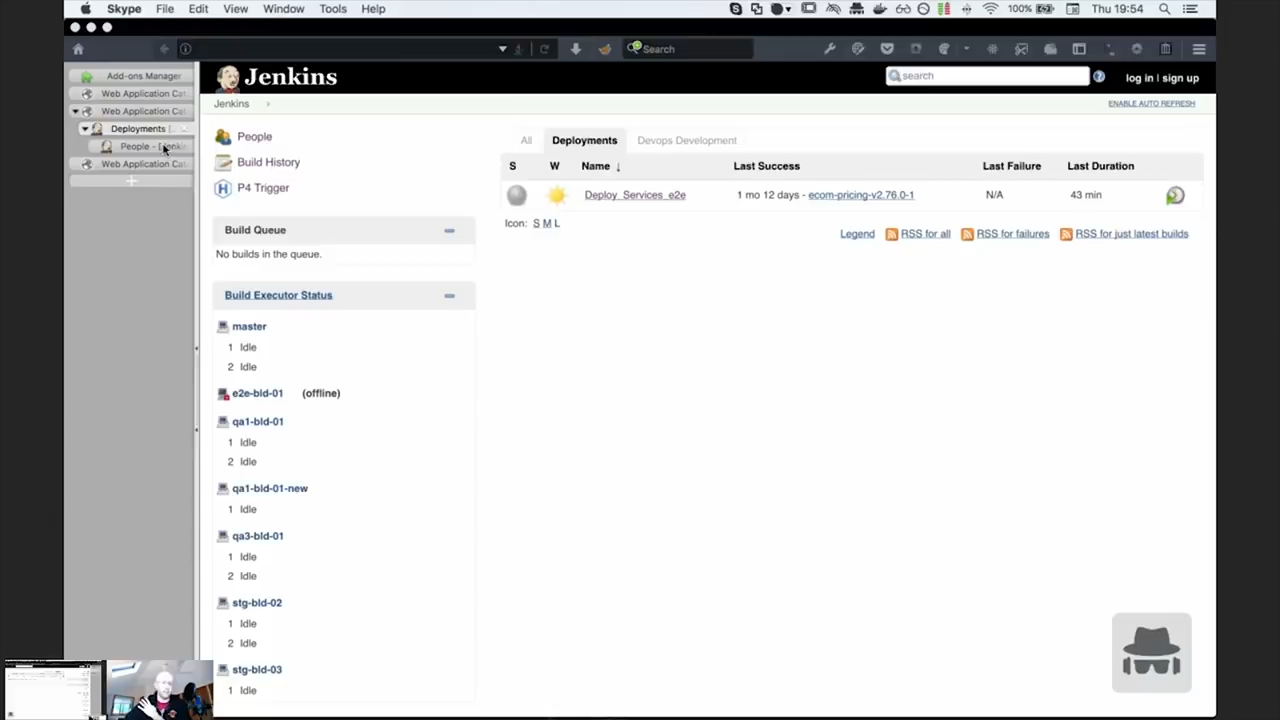 Skype File Edit View Window Tools Help 100% Thu 19:54
Search
Add-ons Manager
Web Application Cat
Web Application Cat
Deployments [
People - [Jenki
Web Application Cat
Jenkins
search
log in | sign up
Jenkins
ENABLE AUTO REFRESH
People
Build History
P4 Trigger
All Deployments Devops Development
S W Name ↓ Last Success Last Failure Last Duration
Deploy_Services_e2e 1 mo 12 days - ecom-pricing-v2.76.0-1 N/A 43 min
Icon: S M L
Legend RSS for all RSS for failures RSS for just latest builds
Build Queue
No builds in the queue.
Build Executor Status
master
1 Idle
2 Idle
e2e-bld-01 (offline)
qa1-bld-01
1 Idle
2 Idle
qa1-bld-01-new
1 Idle
qa3-bld-01
1 Idle
2 Idle
stg-bld-02
1 Idle
2 Idle
stg-bld-03
1 Idle